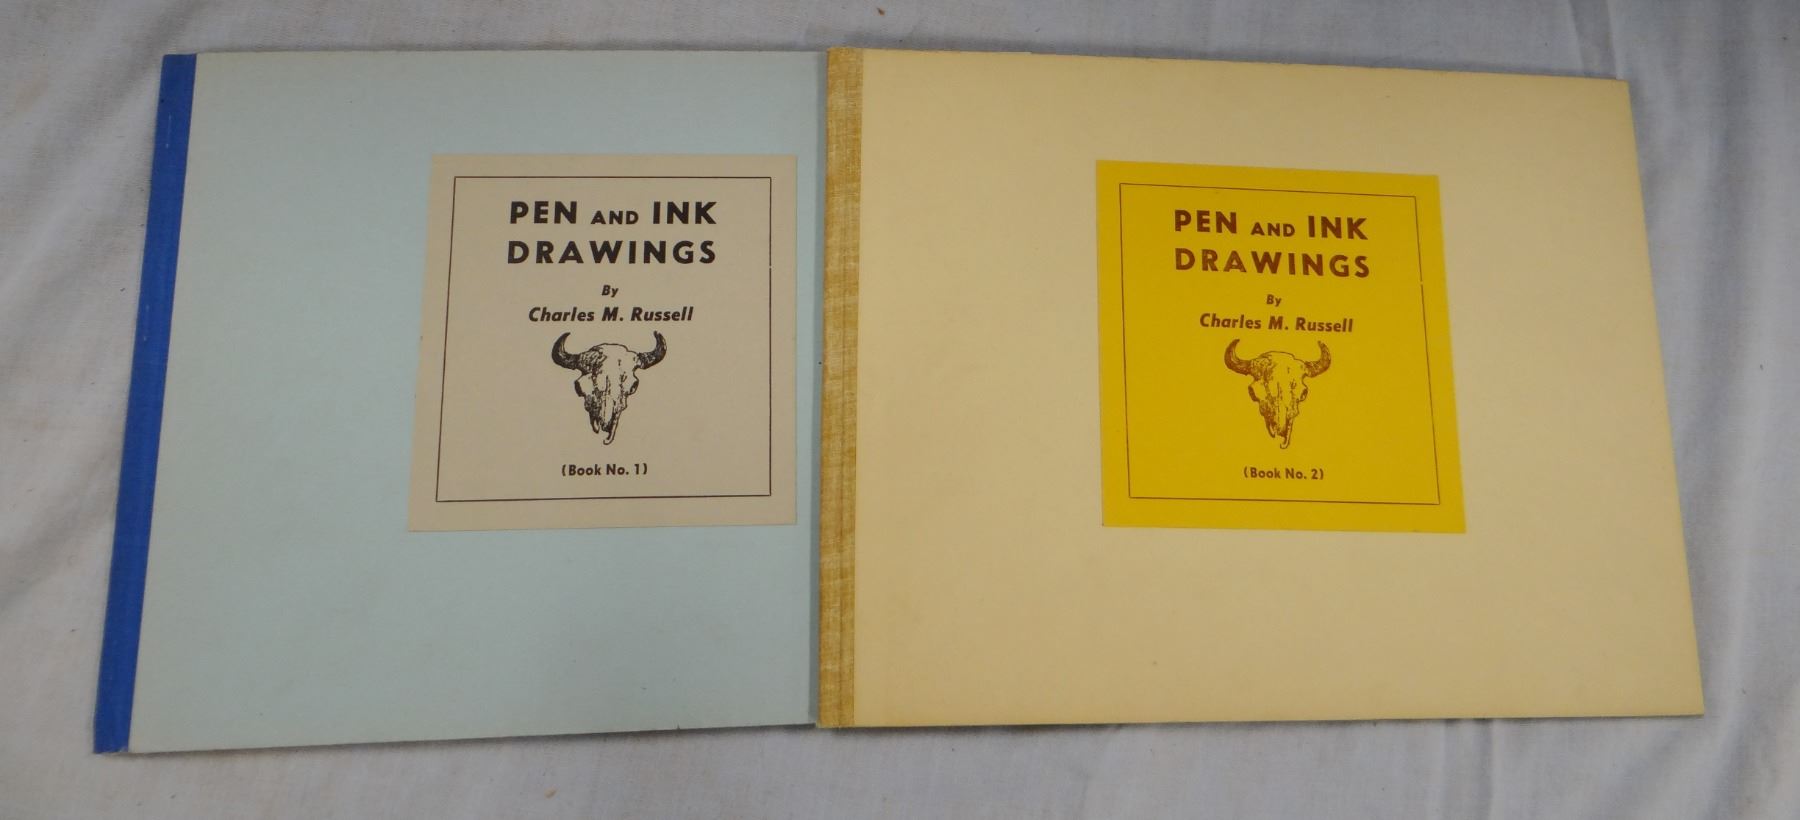 PEN AND INK
DRAWINGS
By
Charles M. Russell
(Book No. 1)
PEN AND INK
DRAWINGS
By
Charles M. Russell
(Book No. 2)